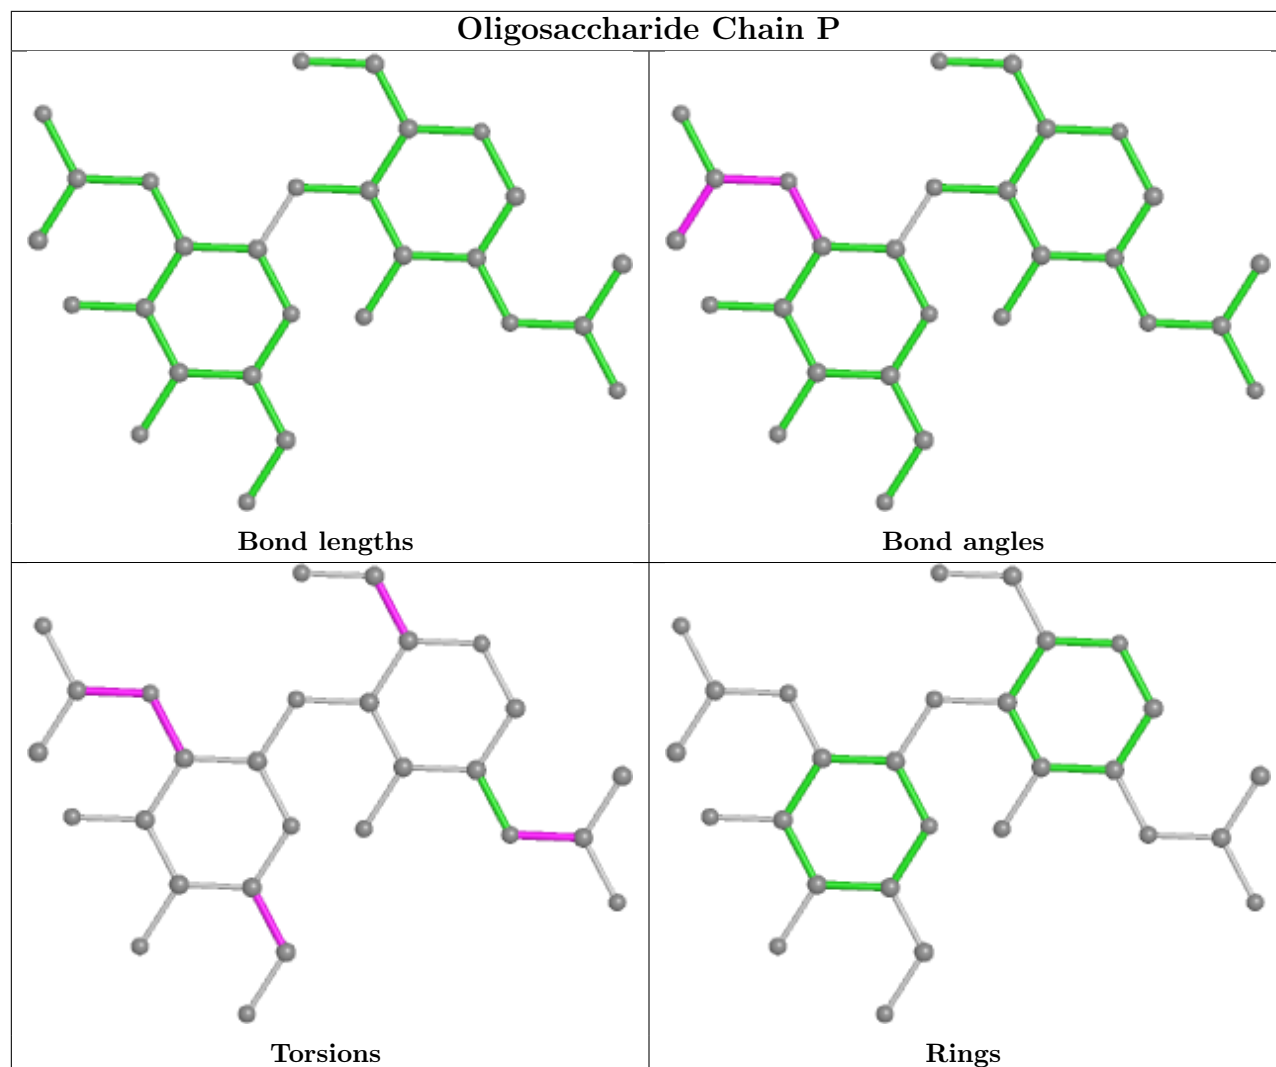 Oligosaccharide Chain P
Bond lengths
Bond angles
Torsions
Rings